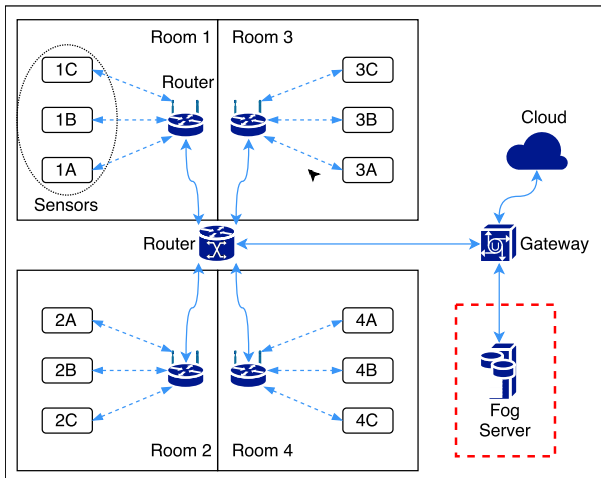 Room 1
Room 3
1C
Router
3C
1B
3B
Cloud
1A
3A
Sensors
Router
Gateway
2A
4A
2B
4B
2C
4C
Fog
Server
Room 2
Room 4